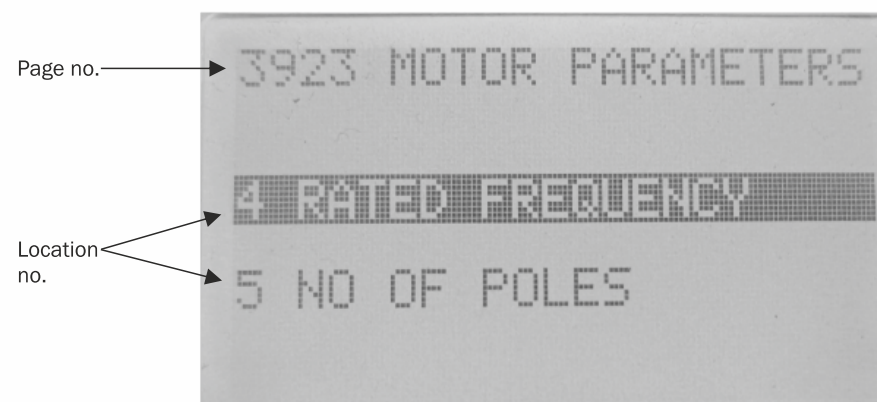 Page no.
3923 MOTOR PARAMETERS
4 RATED FREQUENCY
Location
no.
5 NO OF POLES